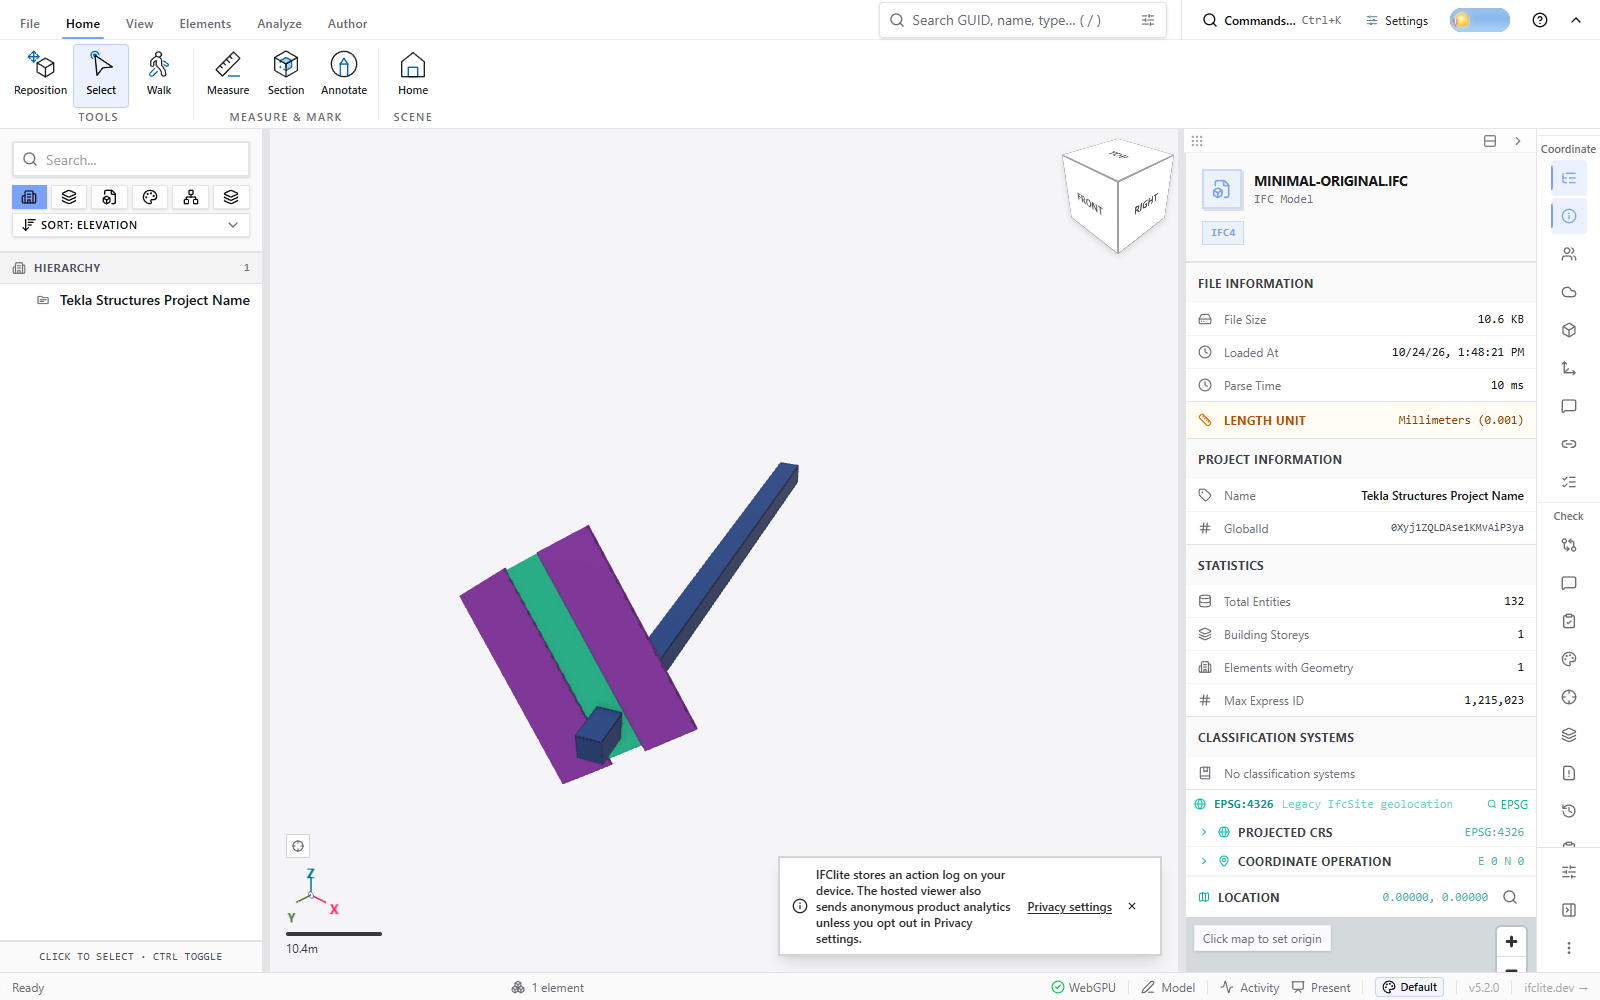 File
Home
View
Elements
Analyze
Author
Search GUID, name, type... ( / )
Commands... Ctrl+K
Settings
Reposition
Select
Walk
Measure
Section
Annotate
Home
TOOLS
MEASURE & MARK
SCENE
Search...
SORT: ELEVATION
HIERARCHY 1
Tekla Structures Project Name
CLICK TO SELECT · CTRL TOGGLE
TOP
FRONT
RIGHT
Z
Y
X
10.4m
IFClite stores an action log on your
device. The hosted viewer also
sends anonymous product analytics
unless you opt out in Privacy
settings.
Privacy settings
MINIMAL-ORIGINAL.IFC
IFC Model
IFC4
FILE INFORMATION
File Size 10.6 KB
Loaded At 10/24/26, 1:48:21 PM
Parse Time 10 ms
LENGTH UNIT Millimeters (0.001)
PROJECT INFORMATION
Name Tekla Structures Project Name
GlobalId 0Xyj1ZQLDAse1KMvAiP3ya
STATISTICS
Total Entities 132
Building Storeys 1
Elements with Geometry 1
Max Express ID 1,215,023
CLASSIFICATION SYSTEMS
No classification systems
EPSG:4326 Legacy IfcSite geolocation EPSG
PROJECTED CRS EPSG:4326
COORDINATE OPERATION E 0 N 0
LOCATION 0.00000, 0.00000
Click map to set origin
+
Coordinate
Check
Ready
1 element
WebGPU
Model
Activity
Present
Default
v5.2.0
ifclite.dev →